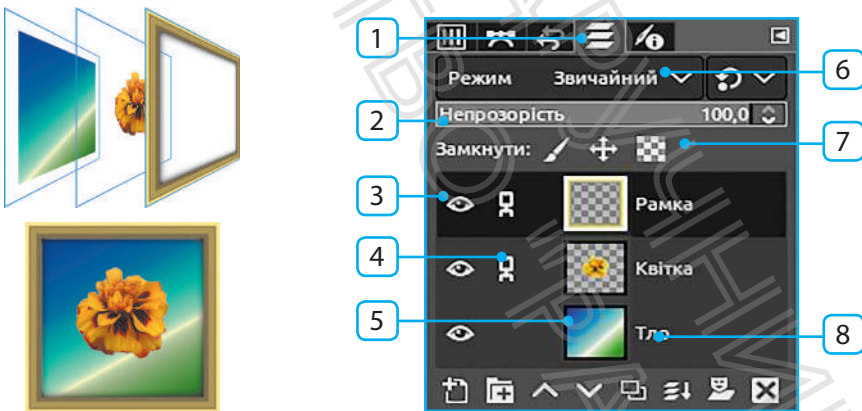 1
Режим Звичайний
6
2
Непрозорість 100,0
Замкнути:
7
3
Рамка
4
Квітка
5
Тло
8